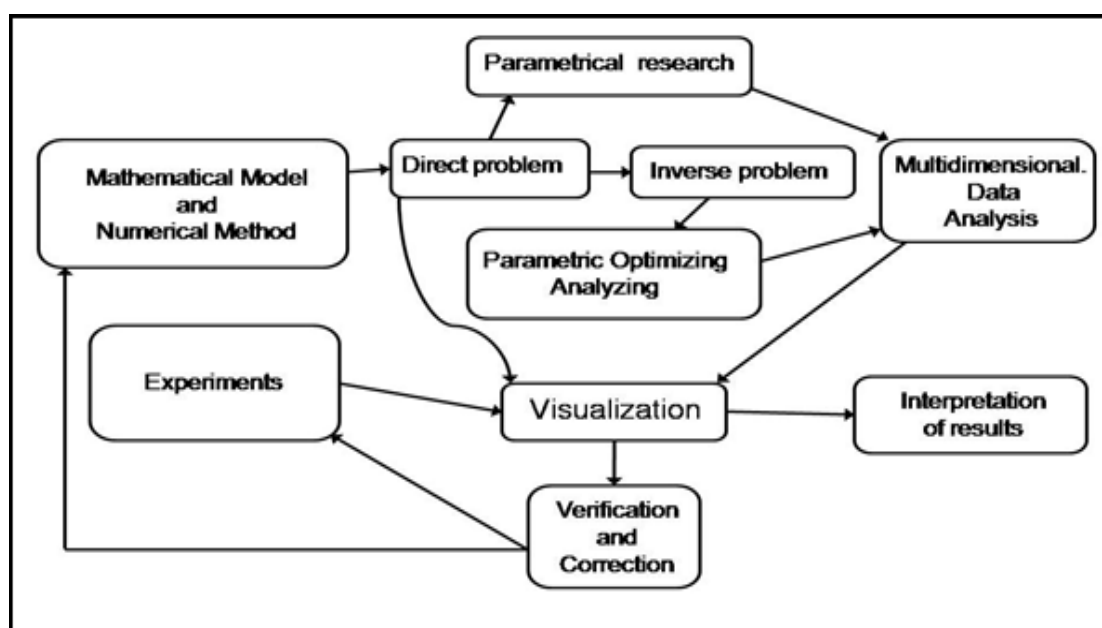 Parametrical research
Mathematical Model
and
Numerical Method
Direct problem
Inverse problem
Multidimensional.
Data
Analysis
Parametric Optimizing
Analyzing
Experiments
Visualization
Interpretation
of results
Verification
and
Correction